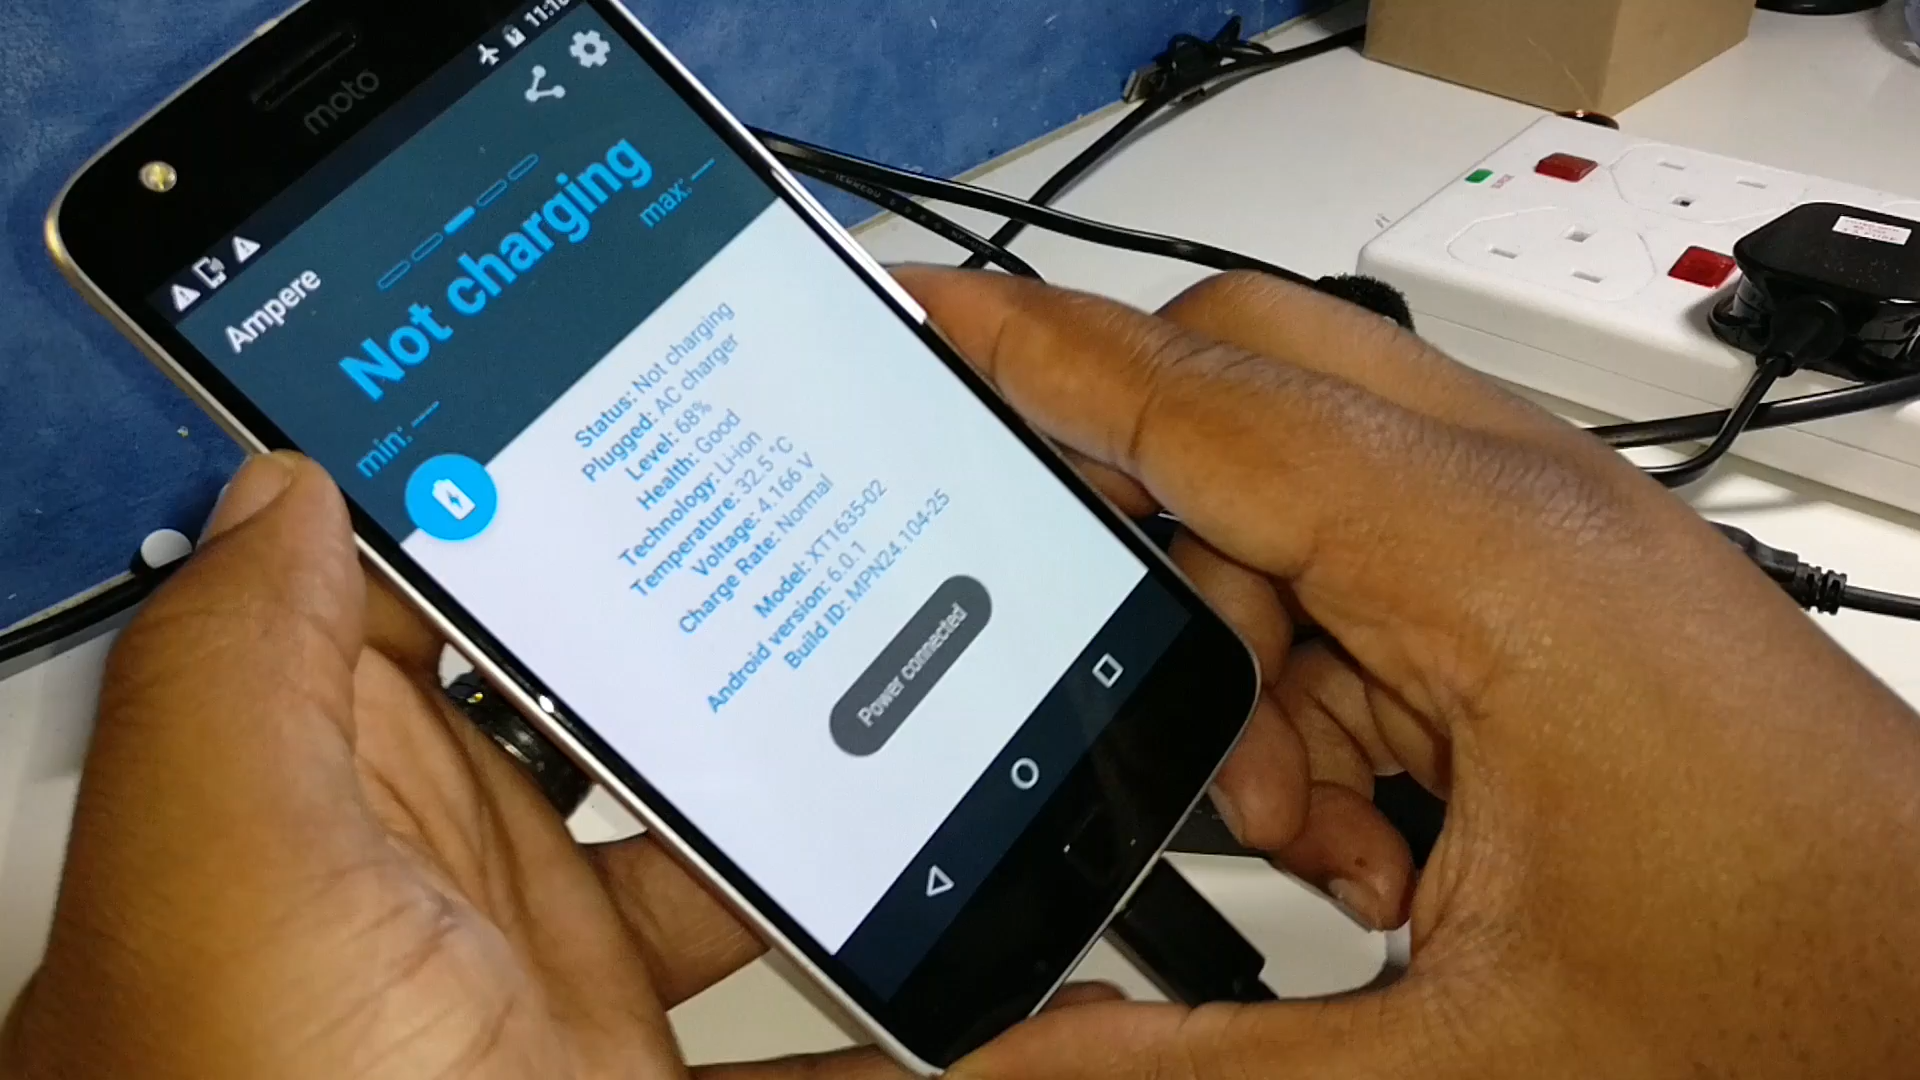 11:18
moto
Ampere
Not charging
min: —
max: —
Status: Not charging
Plugged: AC charger
Level: 68%
Health: Good
Technology: Li-ion
Temperature: 32.5 °C
Voltage: 4.166 V
Charge Rate: Normal
Model: XT1635-02
Android version: 6.0.1
Build ID: MPN24.104-25
Power connected